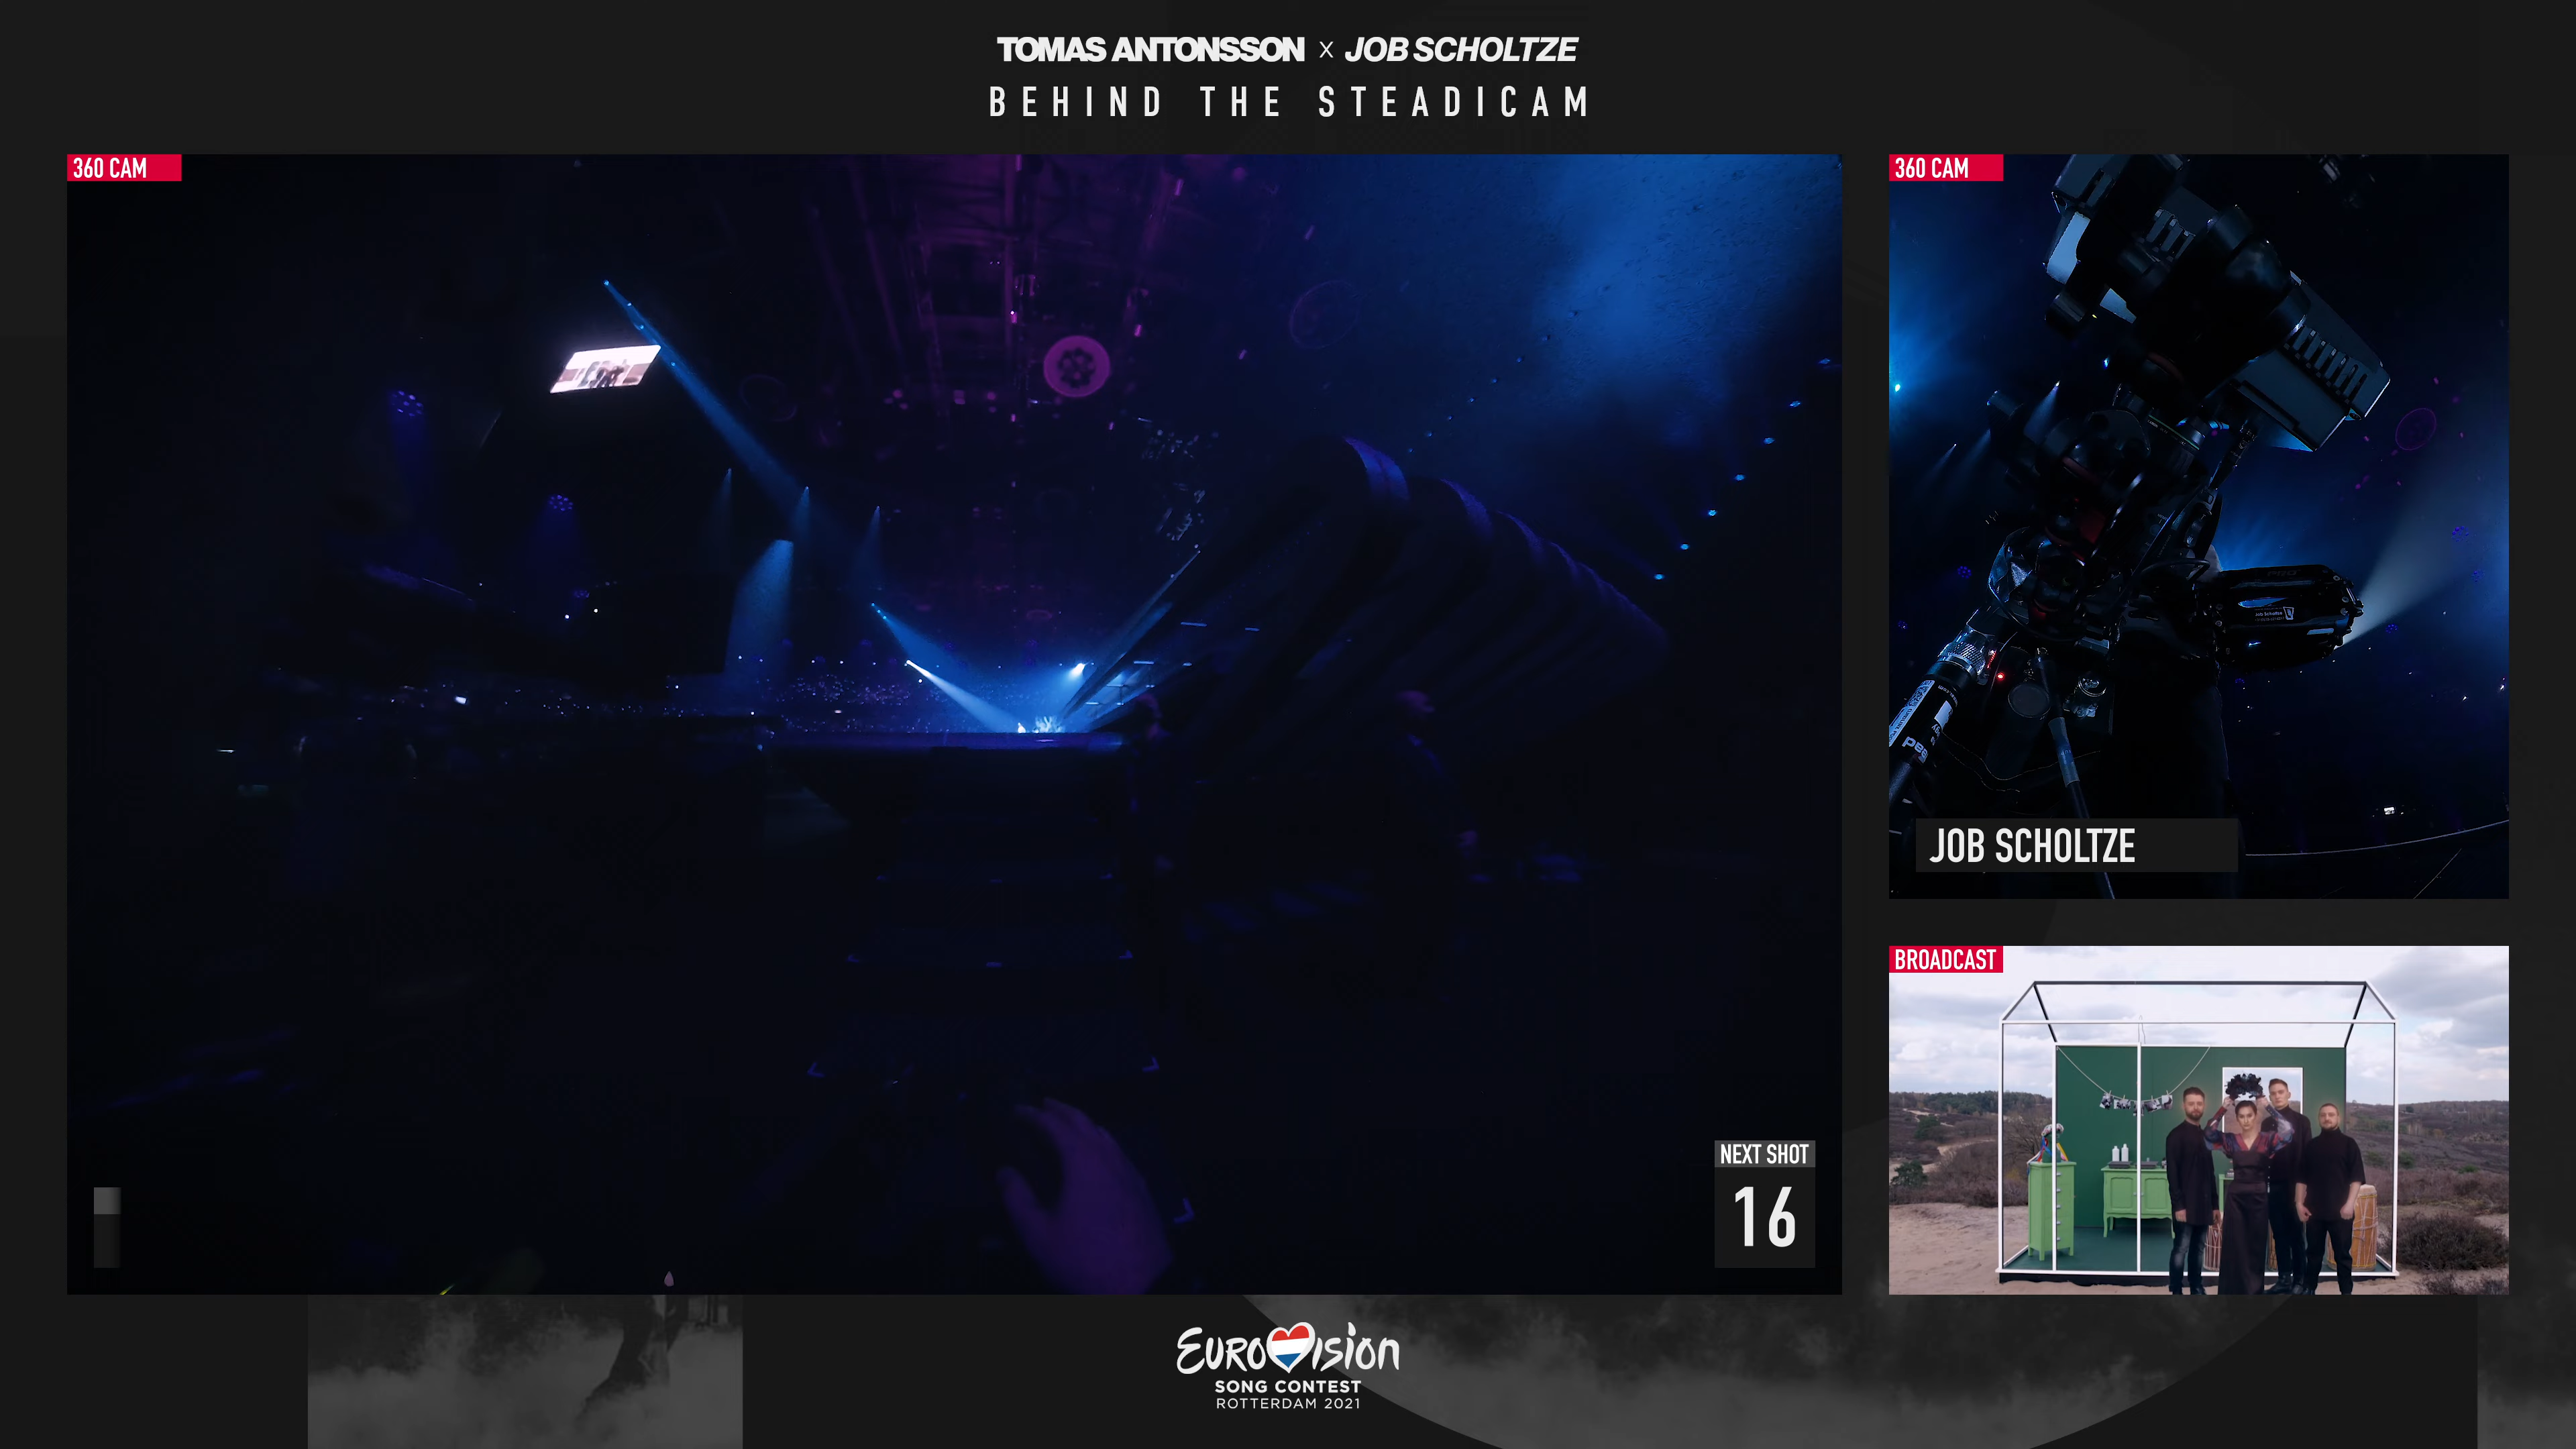 TOMAS ANTONSSON x JOB SCHOLTZE
BEHIND THE STEADICAM
360 CAM
360 CAM
JOB SCHOLTZE
BROADCAST
NEXT SHOT
16
EUROVISION
SONG CONTEST
ROTTERDAM 2021